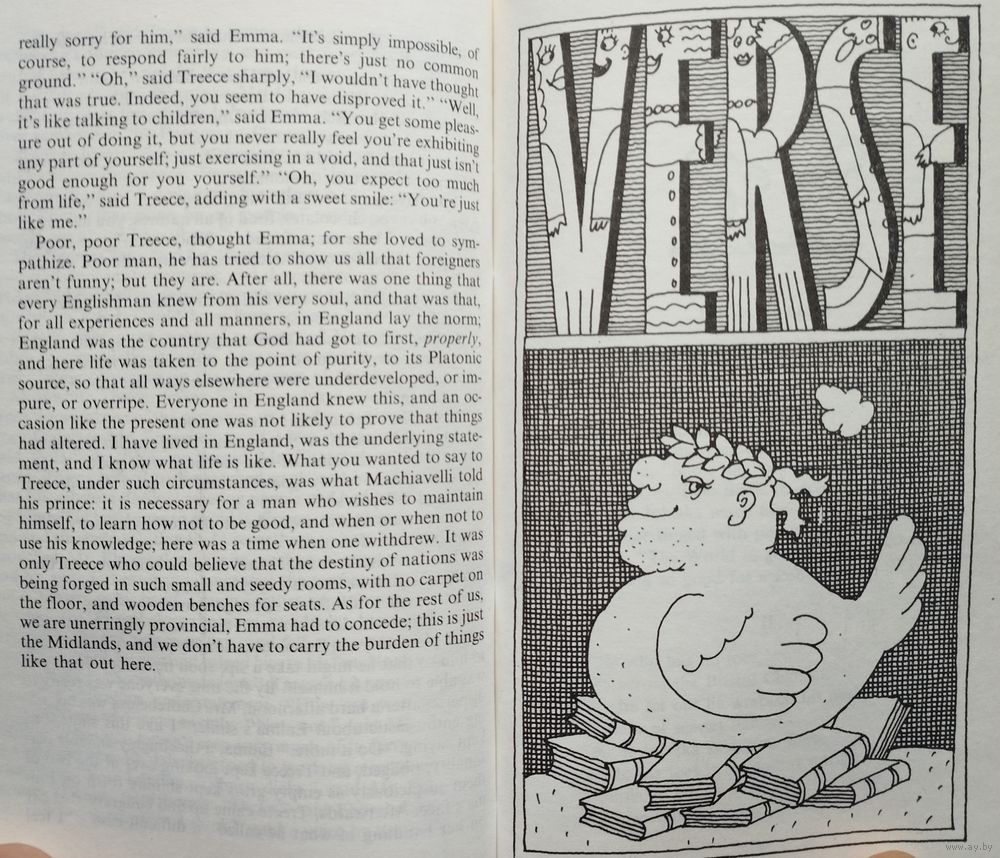 really sorry for him,” said Emma. “It's simply impossible, of
course, to respond fairly to him; there's just no common
ground.” “Oh,” said Treece sharply, “I wouldn't have thought
that was true. Indeed, you seem to have disproved it.” “Well,
it's like talking to children,” said Emma. “You get some pleas-
ure out of doing it, but you never really feel you're exhibiting
any part of yourself; just exercising in a void, and that just isn't
good enough for you yourself.” “Oh, you expect too much
from life,” said Treece, adding with a sweet smile: “You're just
like me.”
Poor, poor Treece, thought Emma; for she loved to sym-
pathize. Poor man, he has tried to show us all that foreigners
aren't funny; but they are. After all, there was one thing that
every Englishman knew from his very soul, and that was that,
for all experiences and all manners, in England lay the norm;
England was the country that God had got to first, properly,
and here life was taken to the point of purity, to its Platonic
source, so that all ways elsewhere were underdeveloped, or im-
pure, or overripe. Everyone in England knew this, and an oc-
casion like the present one was not likely to prove that things
had altered. I have lived in England, was the underlying state-
ment, and I know what life is like. What you wanted to say to
Treece, under such circumstances, was what Machiavelli told
his prince: it is necessary for a man who wishes to maintain
himself, to learn how not to be good, and when or when not to
use his knowledge; here was a time when one withdrew. It was
only Treece who could believe that the destiny of nations was
being forged in such small and seedy rooms, with no carpet on
the floor, and wooden benches for seats. As for the rest of us,
we are unerringly provincial, Emma had to concede; this is just
the Midlands, and we don't have to carry the burden of things
like that out here.
VERSE
www.ay.by